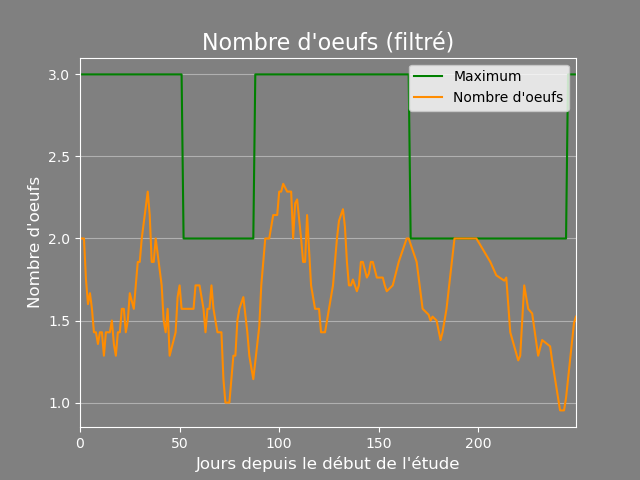 Nombre d'oeufs (filtré)
Maximum
Nombre d'oeufs
3.0
2.5
2.0
1.5
1.0
Nombre d'oeufs
0 50 100 150 200
Jours depuis le début de l'étude